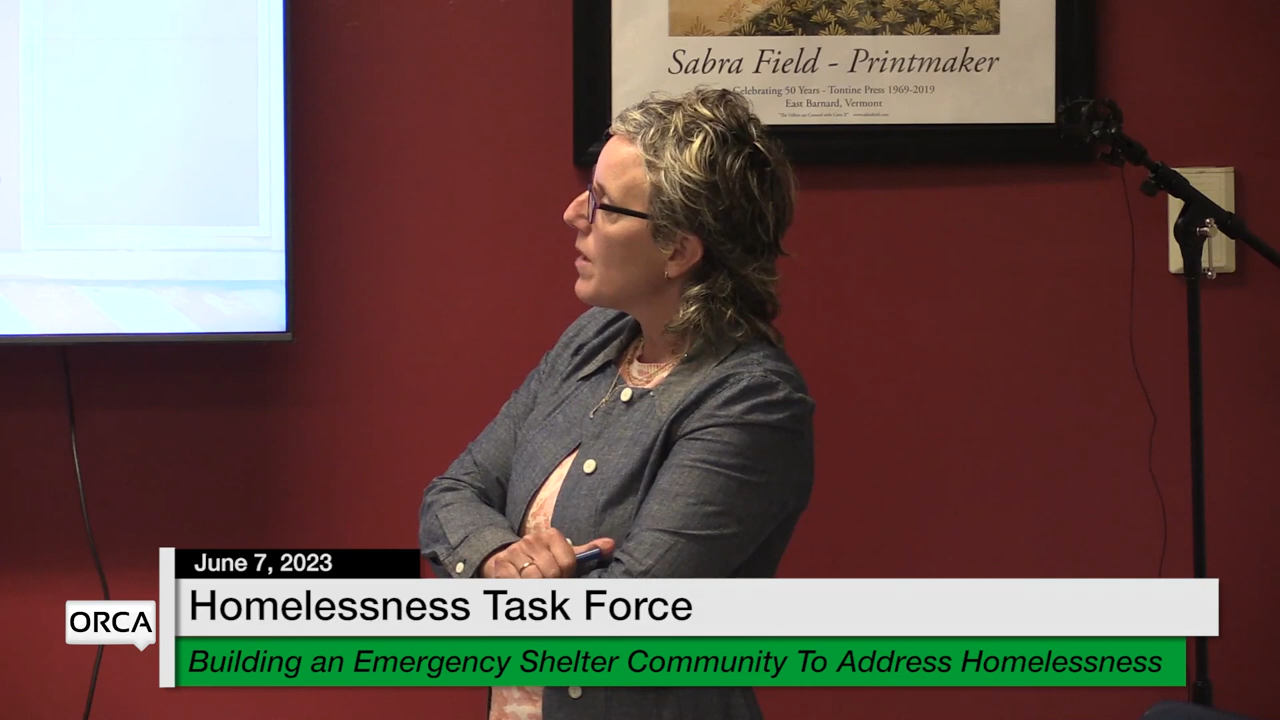 Sabra Field - Printmaker
Celebrating 50 Years - Tontine Press 1969-2019
East Barnard, Vermont
June 7, 2023
Homelessness Task Force
ORCA
Building an Emergency Shelter Community To Address Homelessness